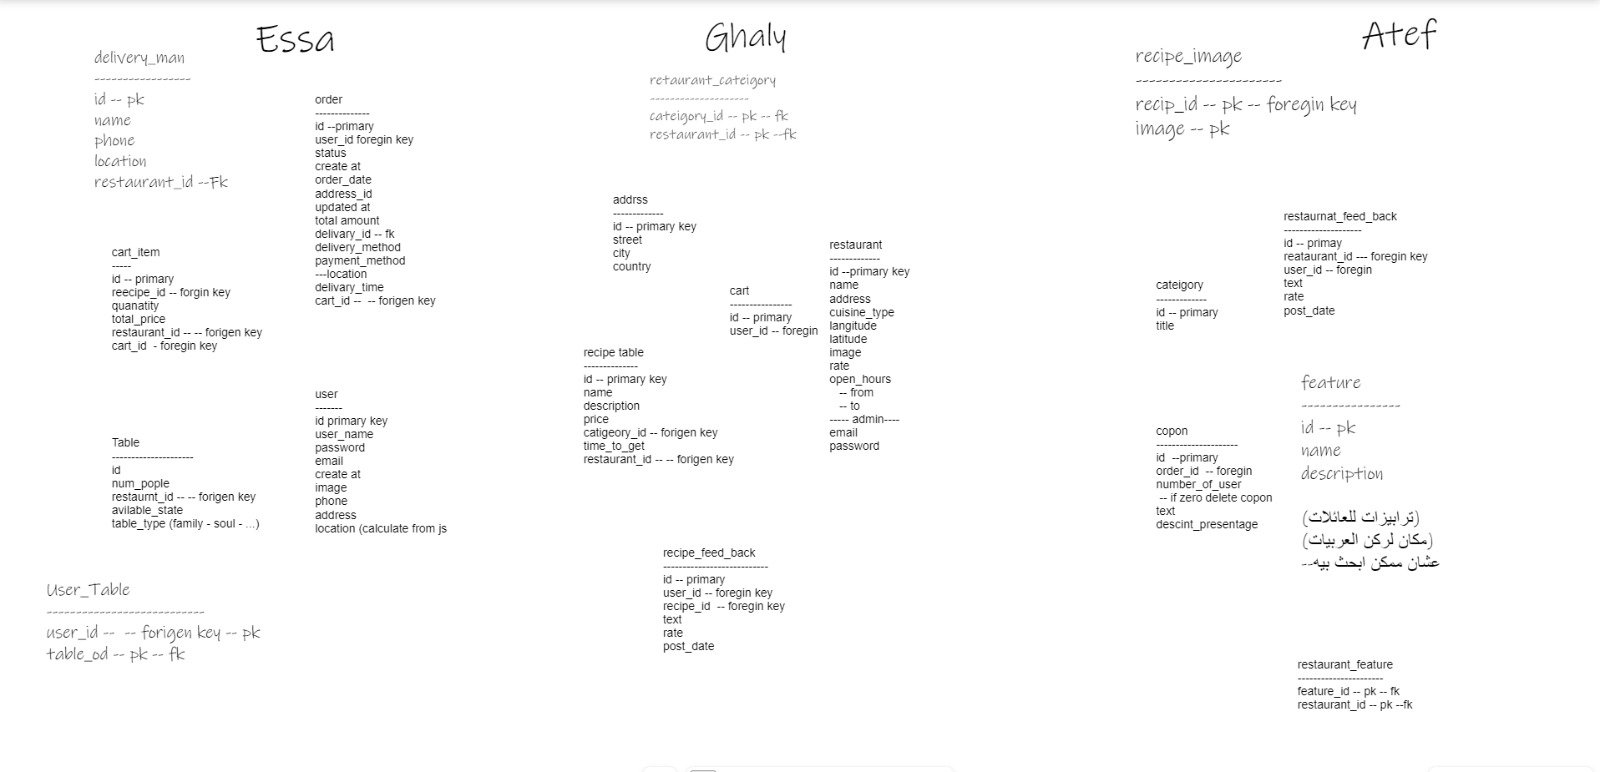 Essa
delivery_man
-----------------
id -- pk
name
phone
location
restaurant_id --Fk
order
--------------
id --primary
user_id foregin key
status
create at
order_date
address_id
updated at
total amount
delivary_id -- fk
delivery_method
payment_method
---location
delivary_time
cart_id --  -- forigen key
cart_item
-----
id -- primary
reecipe_id -- forgin key
quanatity
total_price
restaurant_id -- -- forigen key
cart_id  - foregin key
user
-------
id primary key
user_name
password
email
create at
image
phone
address
location (calculate from js
Table
---------------------
id
num_pople
restaurnt_id -- -- forigen key
avilable_state
table_type (family - soul - ...)
User_Table
---------------------------
user_id --  -- forigen key -- pk
table_od -- pk -- fk
Ghaly
retaurant_cateigory
--------------------
cateigory_id -- pk -- fk
restaurant_id -- pk --fk
addrss
-------------
id -- primary key
street
city
country
cart
----------------
id -- primary
user_id -- foregin
restaurant
-------------
id --primary key
name
address
cuisine_type
langitude
latitude
image
rate
open_hours
-- from
-- to
----- admin----
email
password
recipe table
--------------
id -- primary key
name
description
price
catigeory_id -- forigen key
time_to_get
restaurant_id -- -- forigen key
recipe_feed_back
---------------------------
id -- primary
user_id -- foregin key
recipe_id  -- foregin key
text
rate
post_date
Atef
recipe_image
----------------------
recip_id -- pk -- foregin key
image -- pk
restaurnat_feed_back
--------------------
id -- primay
reataurant_id --- foregin key
user_id -- foregin
text
rate
post_date
cateigory
-------------
id -- primary
title
feature
----------------
id -- pk
name
description
(ترابيزات للعائلات)
(مكان لركن العربيات)
عشان ممكن ابحث بيه--
copon
---------------------
id  --primary
order_id  -- foregin
number_of_user
-- if zero delete copon
text
descint_presentage
restaurant_feature
----------------------
feature_id -- pk -- fk
restaurant_id -- pk --fk